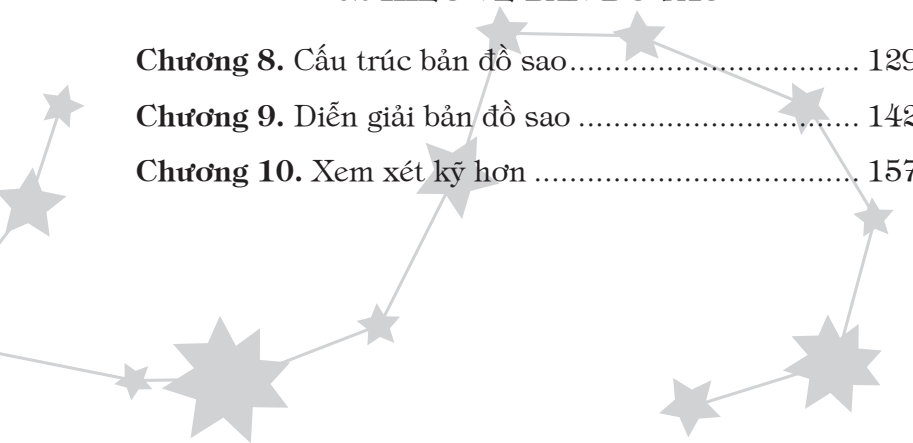 Chương 8. Cấu trúc bản đồ sao................................. 129
Chương 9. Diễn giải bản đồ sao ................................ 142
Chương 10. Xem xét kỹ hơn ..................................... 157